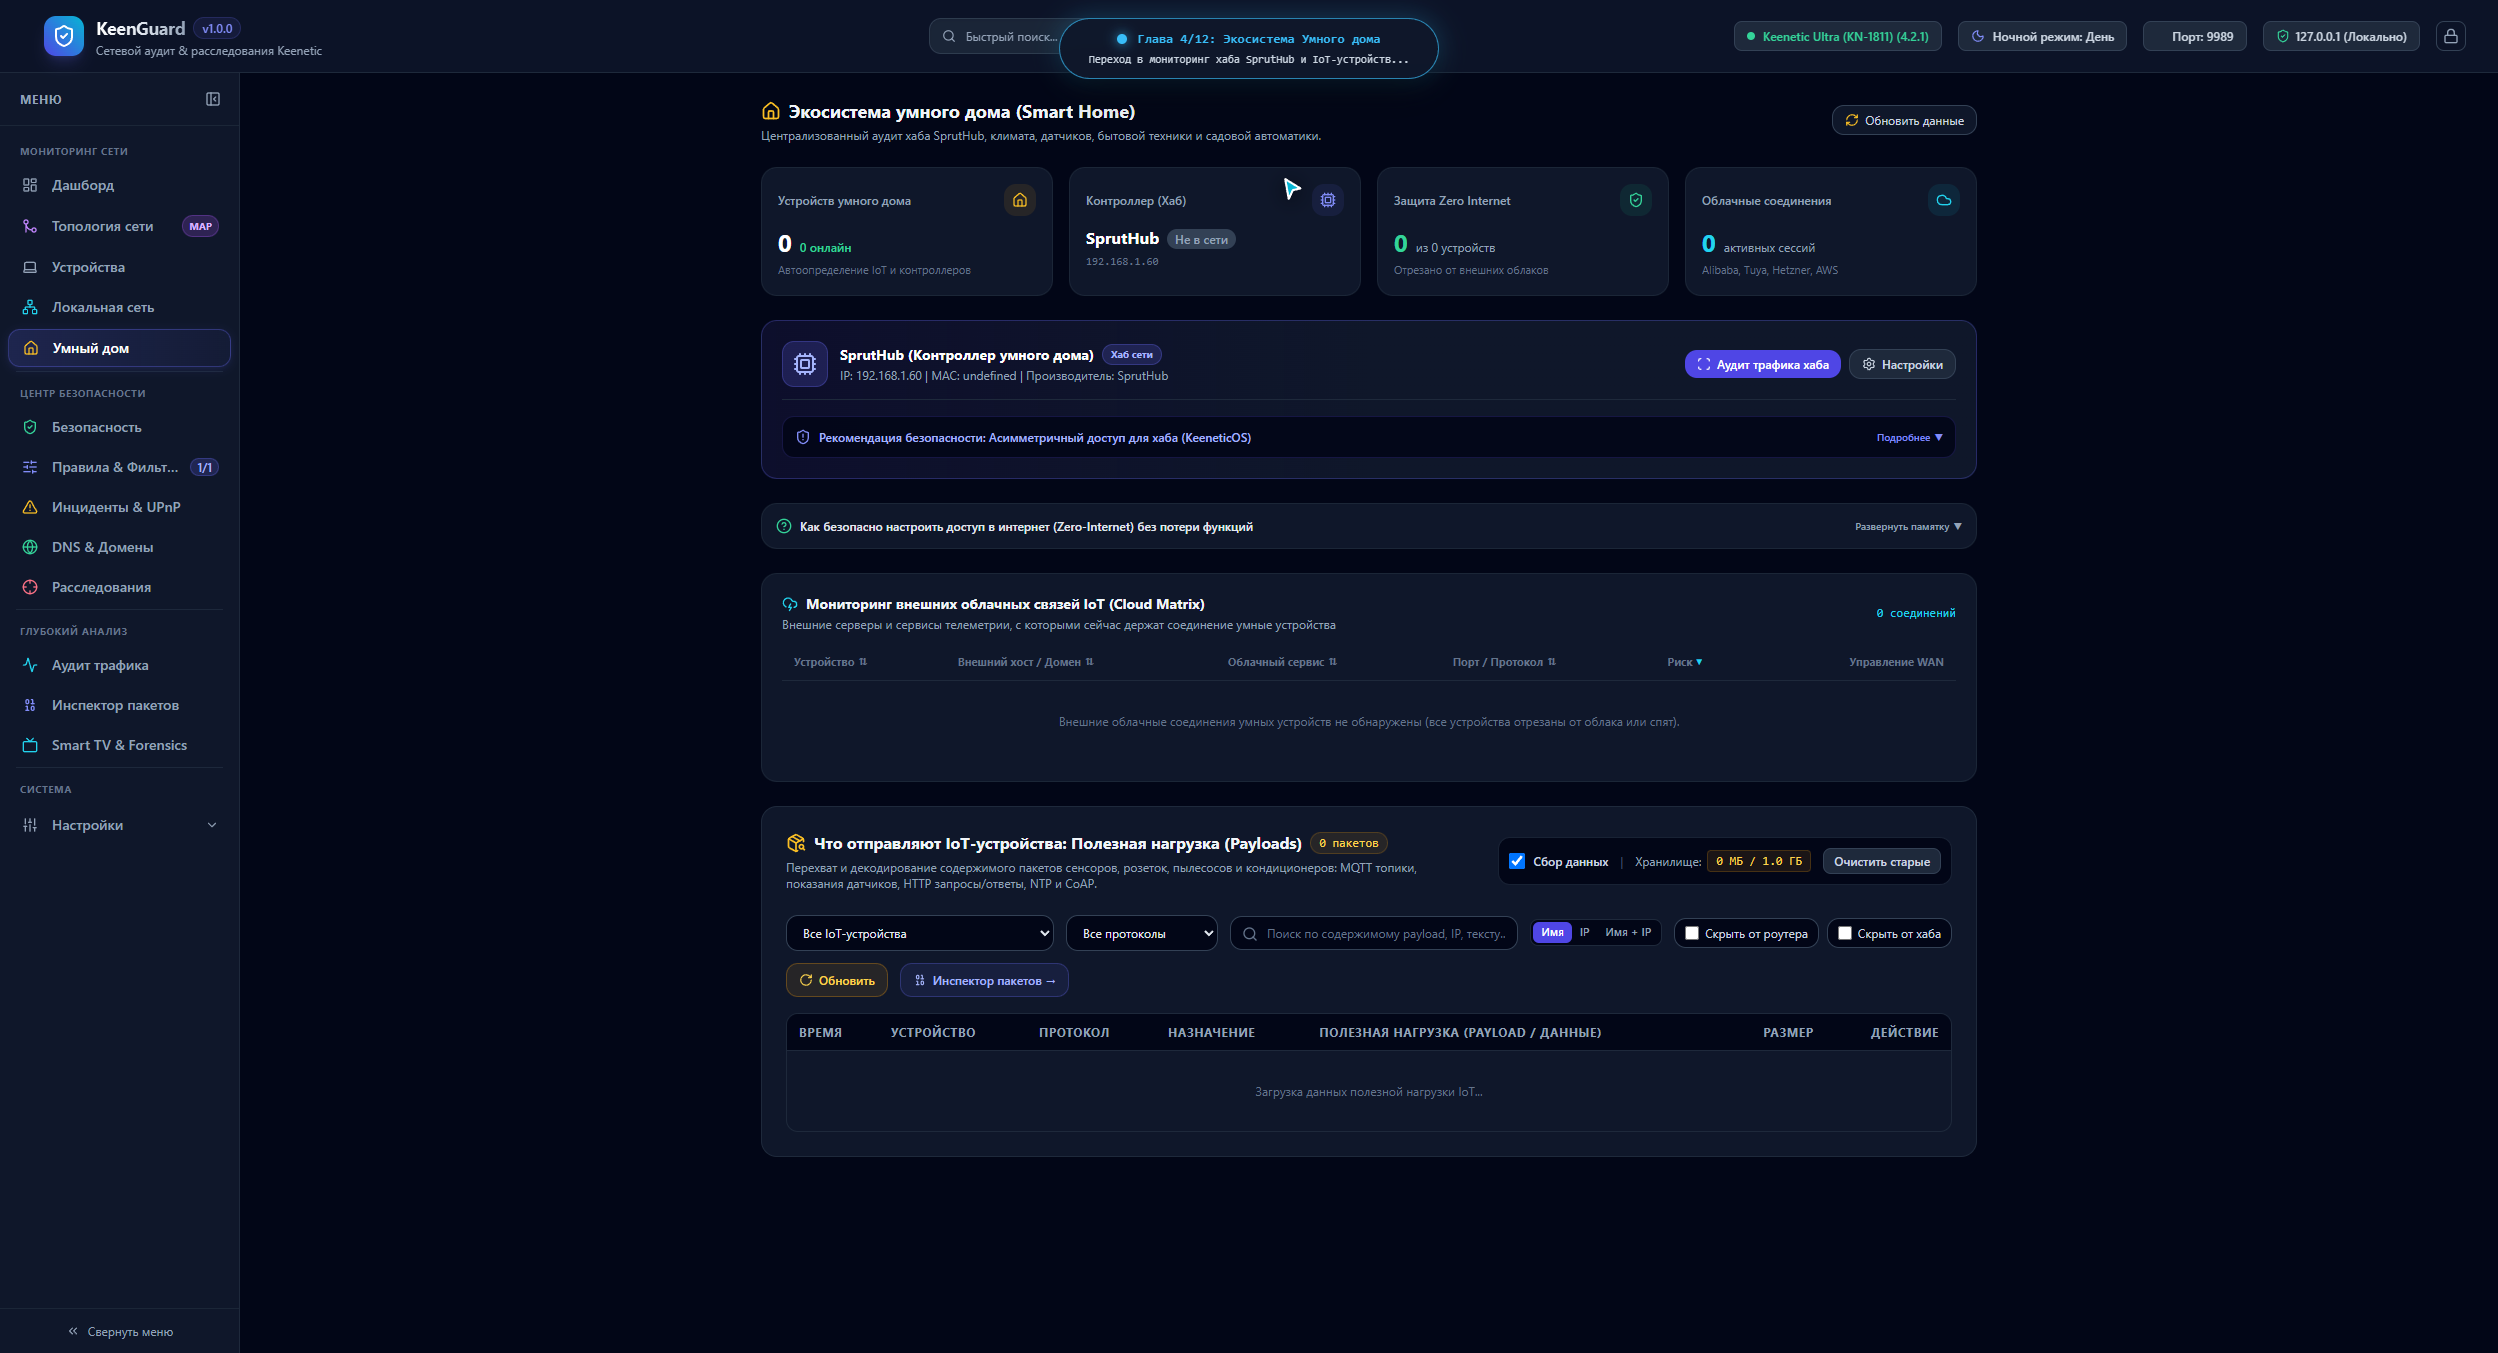 KeenGuard v1.0.0
Сетевой аудит & расследования Keenetic
Быстрый поиск...
Глава 4/12: Экосистема Умного дома
Переход в мониторинг хаба SprutHub и IoT-устройств...
Keenetic Ultra (KN-1811) (4.2.1)
Ночной режим: День
Порт: 9989
127.0.0.1 (Локально)
МЕНЮ
МОНИТОРИНГ СЕТИ
Дашборд
Топология сети MAP
Устройства
Локальная сеть
Умный дом
ЦЕНТР БЕЗОПАСНОСТИ
Безопасность
Правила & Фильт... 1/1
Инциденты & UPnP
DNS & Домены
Расследования
ГЛУБОКИЙ АНАЛИЗ
Аудит трафика
Инспектор пакетов
Smart TV & Forensics
СИСТЕМА
Настройки
Свернуть меню
Экосистема умного дома (Smart Home)
Централизованный аудит хаба SprutHub, климата, датчиков, бытовой техники и садовой автоматики.
Обновить данные
Устройств умного дома
0 0 онлайн
Автоопределение IoT и контроллеров
Контроллер (Хаб)
SprutHub Не в сети
192.168.1.60
Защита Zero Internet
0 из 0 устройств
Отрезано от внешних облаков
Облачные соединения
0 активных сессий
Alibaba, Tuya, Hetzner, AWS
SprutHub (Контроллер умного дома) Хаб сети
IP: 192.168.1.60 | MAC: undefined | Производитель: SprutHub
Аудит трафика хаба
Настройки
Рекомендация безопасности: Асимметричный доступ для хаба (KeeneticOS)
Подробнее ▼
Как безопасно настроить доступ в интернет (Zero-Internet) без потери функций
Развернуть памятку ▼
Мониторинг внешних облачных связей IoT (Cloud Matrix)
Внешние серверы и сервисы телеметрии, с которыми сейчас держат соединение умные устройства
0 соединений
Устройство ⇅ Внешний хост / Домен ⇅ Облачный сервис ⇅ Порт / Протокол ⇅ Риск ▼ Управление WAN
Внешние облачные соединения умных устройств не обнаружены (все устройства отрезаны от облака или спят).
Что отправляют IoT-устройства: Полезная нагрузка (Payloads) 0 пакетов
Перехват и декодирование содержимого пакетов сенсоров, розеток, пылесосов и кондиционеров: MQTT топики,
показания датчиков, HTTP запросы/ответы, NTP и CoAP.
Сбор данных | Хранилище: 0 МБ / 1.0 ГБ Очистить старые
Все IoT-устройства
Все протоколы
Поиск по содержимому payload, IP, тексту..
Имя IP Имя + IP
Скрыть от роутера
Скрыть от хаба
Обновить
Инспектор пакетов →
ВРЕМЯ УСТРОЙСТВО ПРОТОКОЛ НАЗНАЧЕНИЕ ПОЛЕЗНАЯ НАГРУЗКА (PAYLOAD / ДАННЫЕ) РАЗМЕР ДЕЙСТВИЕ
Загрузка данных полезной нагрузки IoT...